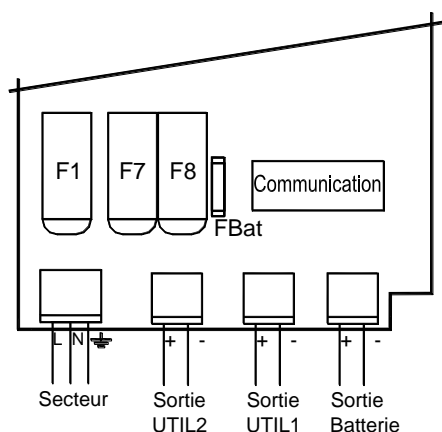 F1 F7 F8
Communication
FBat
L N + - + - + -
Secteur Sortie UTIL2 Sortie UTIL1 Sortie Batterie